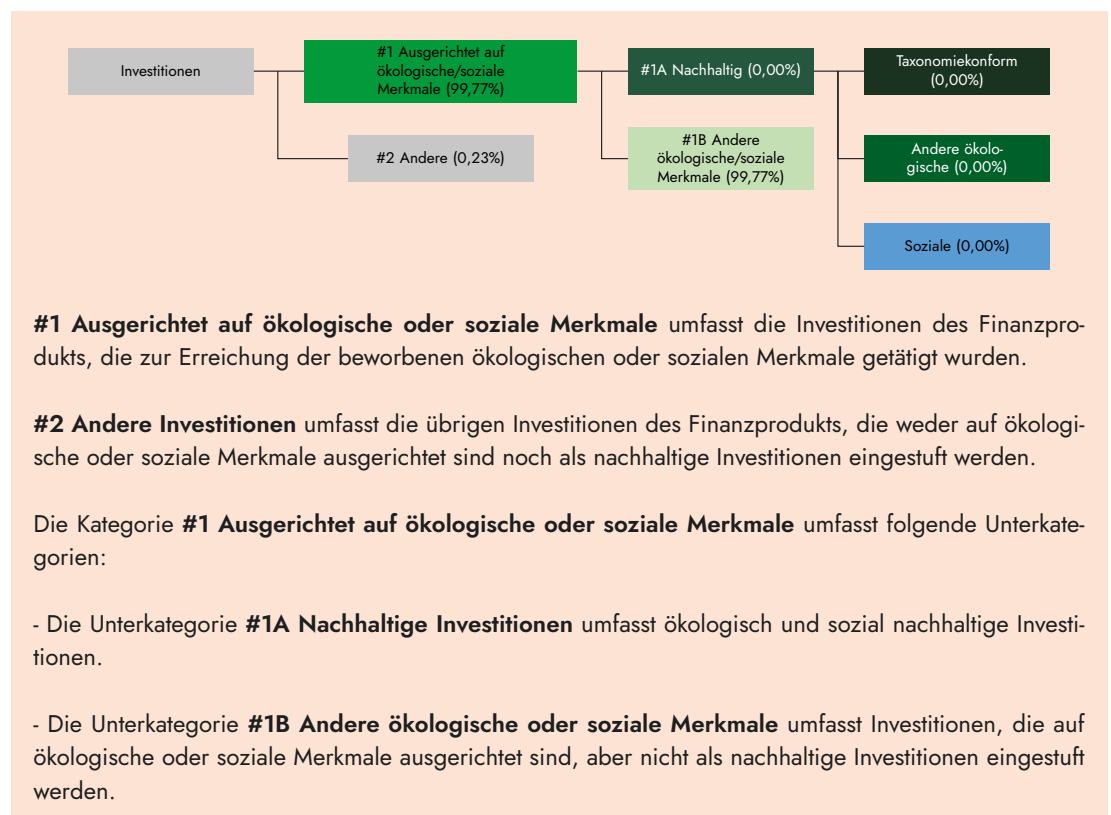 Investitionen
#1 Ausgerichtet auf
ökologische/soziale
Merkmale (99,77%)
#1A Nachhaltig (0,00%)
Taxonomiekonform
(0,00%)
#2 Andere (0,23%)
#1B Andere
ökologische/soziale
Merkmale (99,77%)
Andere ökolo-
gische (0,00%)
Soziale (0,00%)
#1 Ausgerichtet auf ökologische oder soziale Merkmale umfasst die Investitionen des Finanzpro-
dukts, die zur Erreichung der beworbenen ökologischen oder sozialen Merkmale getätigt wurden.
#2 Andere Investitionen umfasst die übrigen Investitionen des Finanzprodukts, die weder auf ökologi-
sche oder soziale Merkmale ausgerichtet sind noch als nachhaltige Investitionen eingestuft werden.
Die Kategorie #1 Ausgerichtet auf ökologische oder soziale Merkmale umfasst folgende Unterkate-
gorien:
- Die Unterkategorie #1A Nachhaltige Investitionen umfasst ökologisch und sozial nachhaltige Investi-
tionen.
- Die Unterkategorie #1B Andere ökologische oder soziale Merkmale umfasst Investitionen, die auf
ökologische oder soziale Merkmale ausgerichtet sind, aber nicht als nachhaltige Investitionen eingestuft
werden.